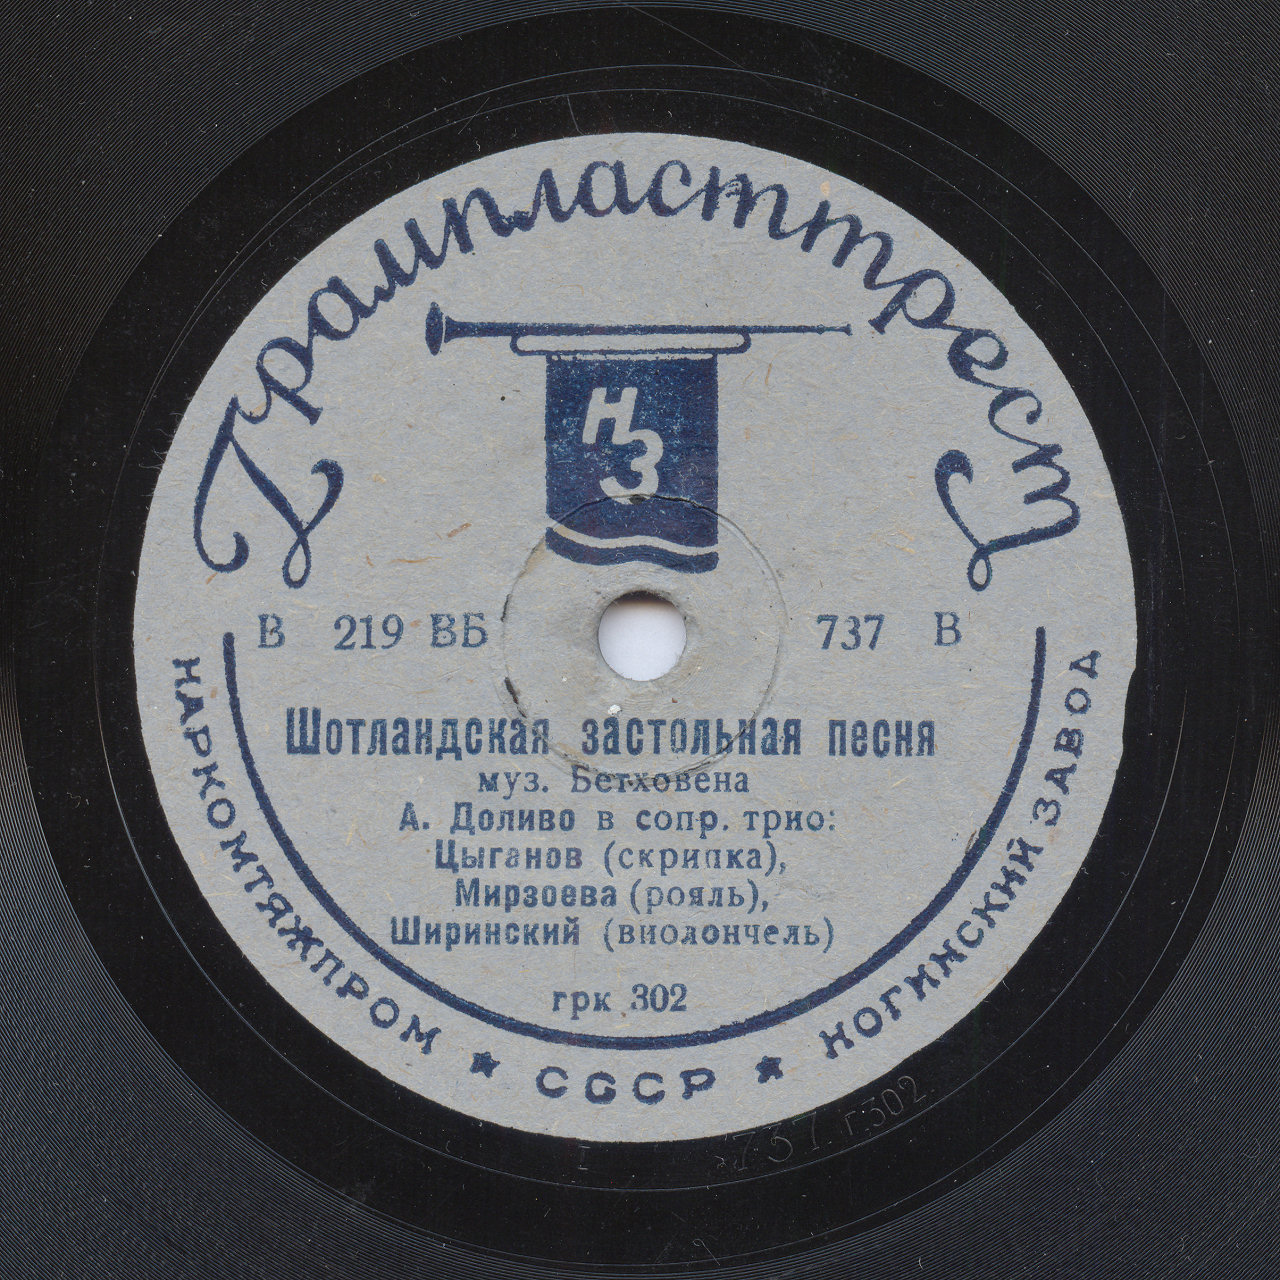 Грампласттрест
НЗ
В 219 ВБ 737 В
Шотландская застольная песня
муз. Бетховена
А. Доливо в сопр. трио:
Цыганов (скрипка),
Мирзоева (рояль),
Ширинский (виолончель)
грк 302
НАРКОМТЯЖПРОМ ★ СССР ★ НОГИНСКИЙ ЗАВОД
737 г.302